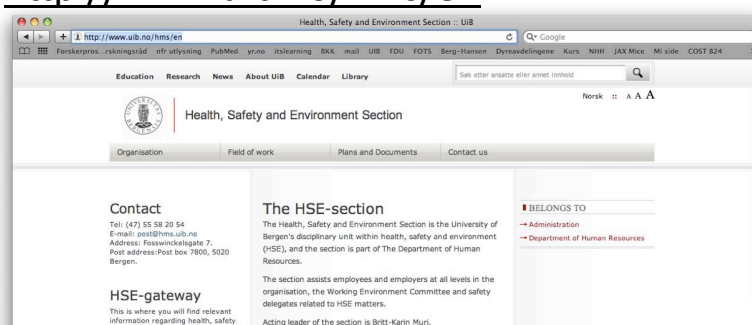 Health, Safety and Environment Section :: UiB
http://www.uib.no/hms/en
Google
Forskerpros...rskningsråd nfr utlysning PubMed yr.no itslearning BKK mail UIB FDU FOTS Berg-Hansen Dyreavdelingene Kurs NHH JAX Mice Mi side COST B24
Education Research News About UiB Calendar Library
Søk etter ansatte eller annet innhold
Norsk :: A A A
Health, Safety and Environment Section
Organisation Field of work Plans and Documents Contact us
Contact
Tel: (47) 55 58 20 54
E-mail: post@hms.uib.no
Address: Fosswinckelsgate 7.
Post address:Post box 7800, 5020
Bergen.
HSE-gateway
This is where you will find relevant
information regarding health, safety
The HSE-section
The Health, Safety and Environment Section is the University of
Bergen's disciplinary unit within health, safety and environment
(HSE), and the section is part of The Department of Human
Resources.
The section assists employees and employers at all levels in the
organisation, the Working Environment Committee and safety
delegates related to HSE matters.
Acting leader of the section is Britt-Karin Muri.
BELONGS TO
→ Administration
→ Department of Human Resources